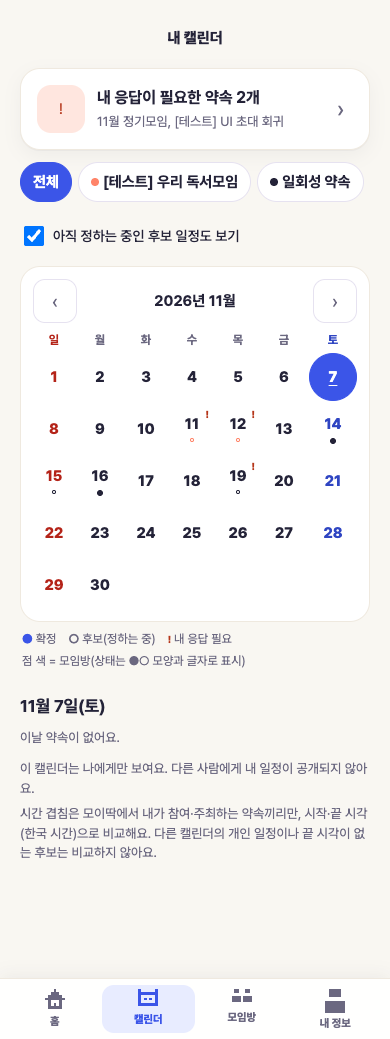 내 캘린더
! 내 응답이 필요한 약속 2개
11월 정기모임, [테스트] UI 초대 회귀 ›
전체 [테스트] 우리 독서모임 일회성 약속
아직 정하는 중인 후보 일정도 보기
‹ 2026년 11월 ›
일 월 화 수 목 금 토
1 2 3 4 5 6 7
8 9 10 11 ! 12 ! 13 14
15 16 17 18 19 ! 20 21
22 23 24 25 26 27 28
29 30
● 확정 ○ 후보(정하는 중) ! 내 응답 필요
점 색 = 모임방(상태는 ●○ 모양과 글자로 표시)
11월 7일(토)
이날 약속이 없어요.
이 캘린더는 나에게만 보여요. 다른 사람에게 내 일정이 공개되지 않아
요.
시간 겹침은 모이딱에서 내가 참여·주최하는 약속끼리만, 시작·끝 시각
(한국 시간)으로 비교해요. 다른 캘린더의 개인 일정이나 끝 시각이 없
는 후보는 비교하지 않아요.
홈 캘린더 모임방 내 정보